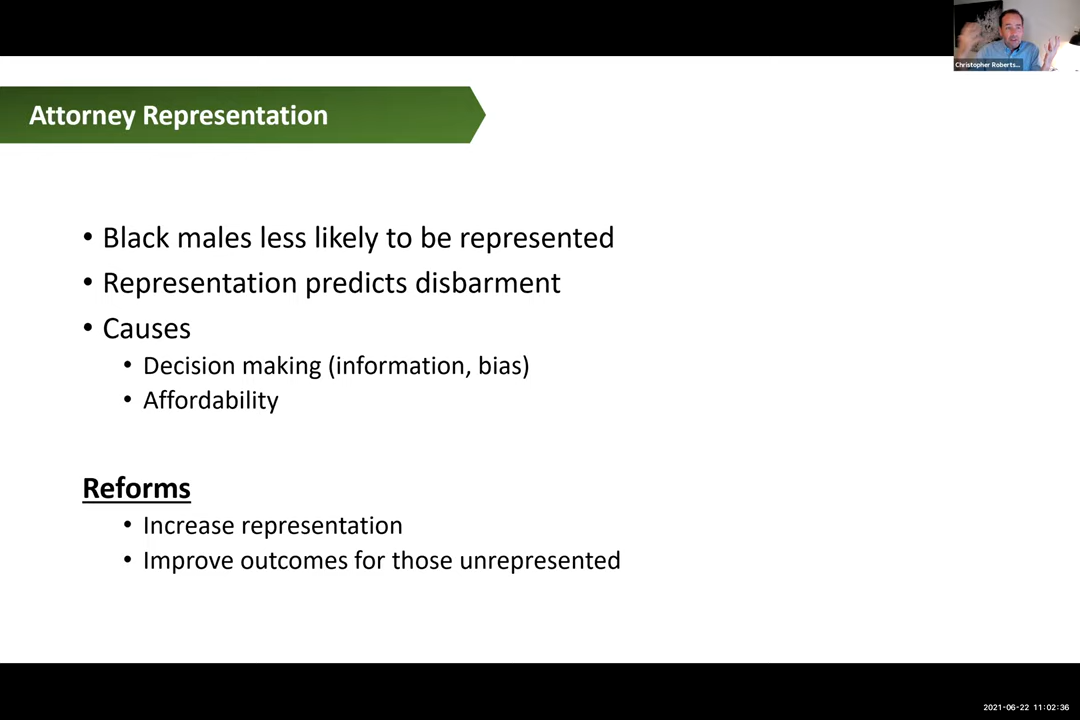 Christopher Roberts...
Attorney Representation
• Black males less likely to be represented
• Representation predicts disbarment
• Causes
• Decision making (information, bias)
• Affordability
Reforms
• Increase representation
• Improve outcomes for those unrepresented
2021-06-22 11:02:36